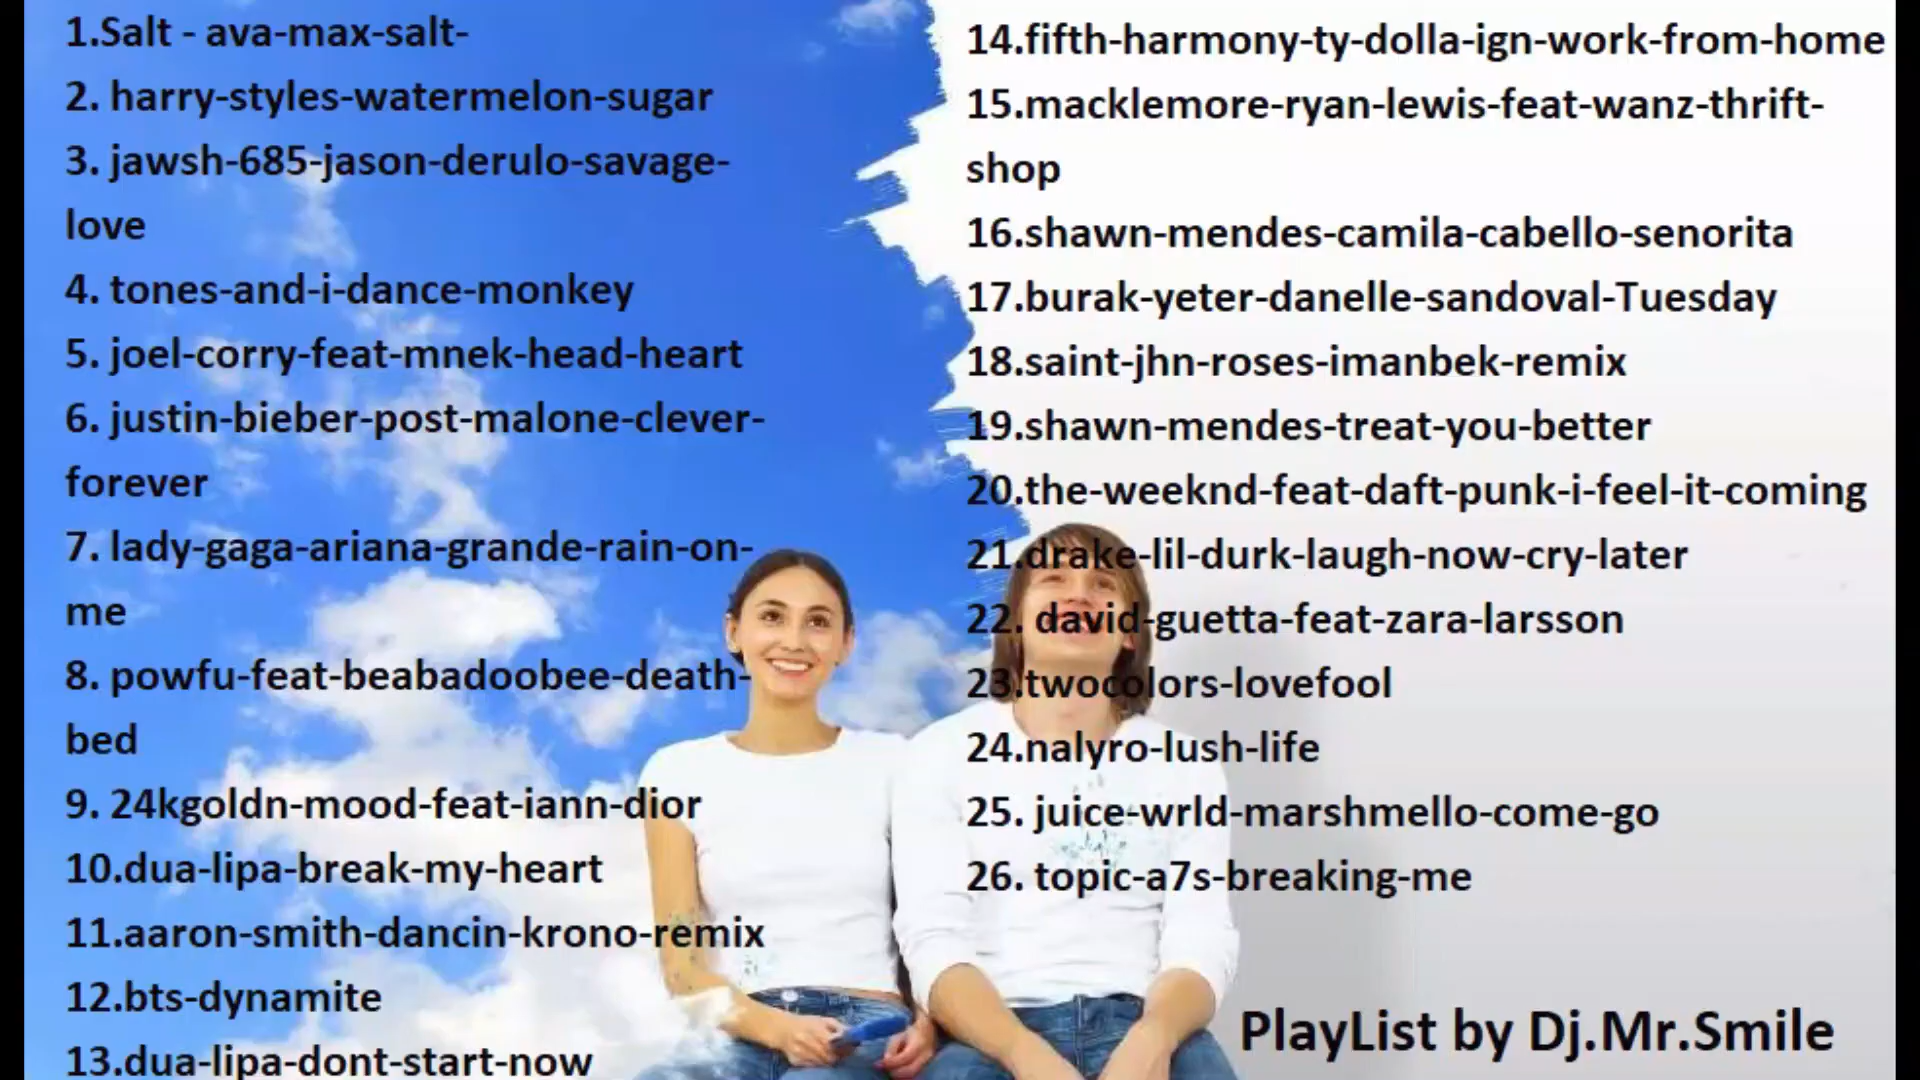 1.Salt - ava-max-salt-
2. harry-styles-watermelon-sugar
3. jawsh-685-jason-derulo-savage-
love
4. tones-and-i-dance-monkey
5. joel-corry-feat-mnek-head-heart
6. justin-bieber-post-malone-clever-
forever
7. lady-gaga-ariana-grande-rain-on-
me
8. powfu-feat-beabadoobee-death-
bed
9. 24kgoldn-mood-feat-iann-dior
10.dua-lipa-break-my-heart
11.aaron-smith-dancin-krono-remix
12.bts-dynamite
13.dua-lipa-dont-start-now
14.fifth-harmony-ty-dolla-ign-work-from-home
15.macklemore-ryan-lewis-feat-wanz-thrift-
shop
16.shawn-mendes-camila-cabello-senorita
17.burak-yeter-danelle-sandoval-Tuesday
18.saint-jhn-roses-imanbek-remix
19.shawn-mendes-treat-you-better
20.the-weeknd-feat-daft-punk-i-feel-it-coming
21.drake-lil-durk-laugh-now-cry-later
22. david-guetta-feat-zara-larsson
23.twocolors-lovefool
24.nalyro-lush-life
25. juice-wrld-marshmello-come-go
26. topic-a7s-breaking-me
PlayList by Dj.Mr.Smile